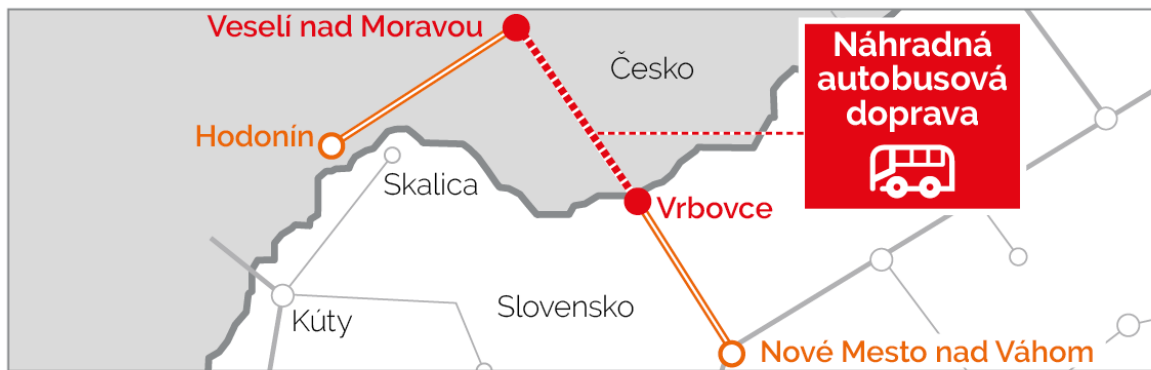 Veselí nad Moravou
Česko
Náhradná
autobusová
doprava
Hodonín
Skalica
Vrbovce
Slovensko
Kúty
Nové Mesto nad Váhom